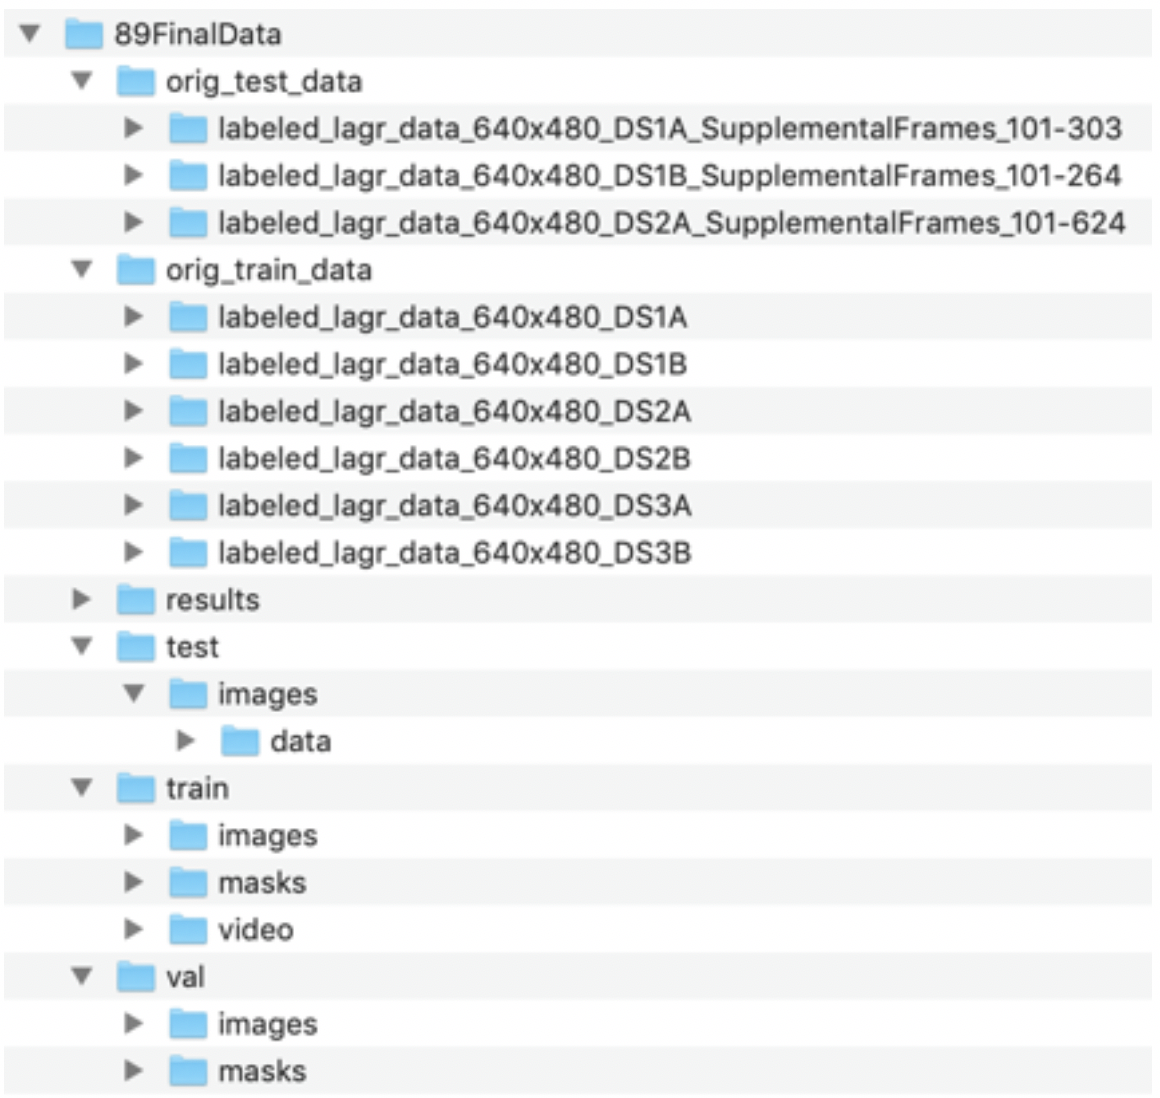 89FinalData
orig_test_data
labeled_lagr_data_640x480_DS1A_SupplementalFrames_101-303
labeled_lagr_data_640x480_DS1B_SupplementalFrames_101-264
labeled_lagr_data_640x480_DS2A_SupplementalFrames_101-624
orig_train_data
labeled_lagr_data_640x480_DS1A
labeled_lagr_data_640x480_DS1B
labeled_lagr_data_640x480_DS2A
labeled_lagr_data_640x480_DS2B
labeled_lagr_data_640x480_DS3A
labeled_lagr_data_640x480_DS3B
results
test
images
data
train
images
masks
video
val
images
masks